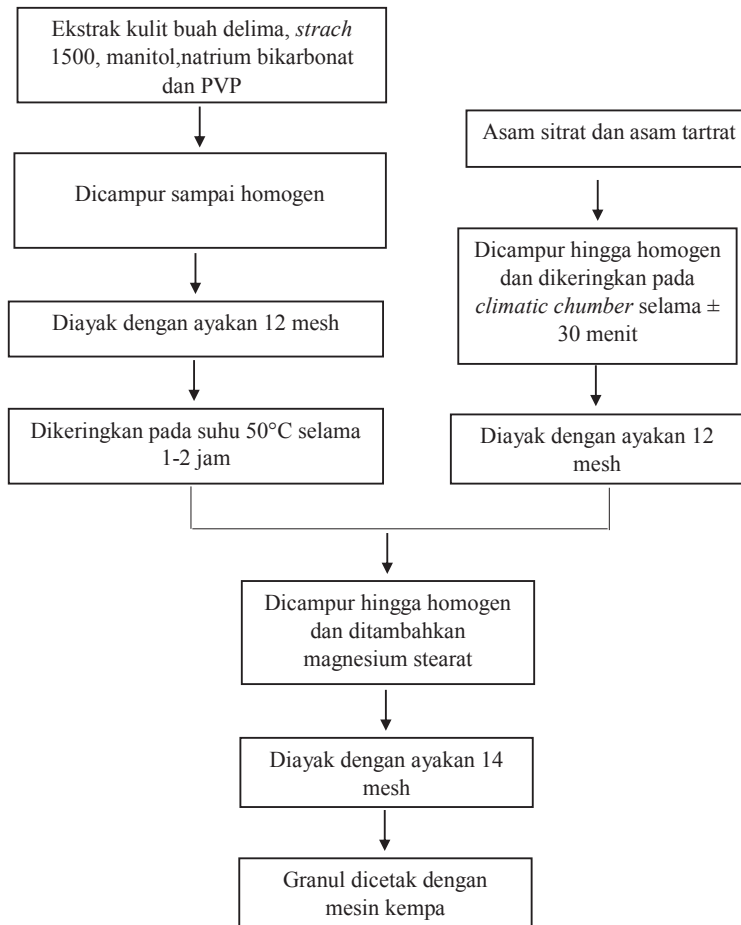 Ekstrak kulit buah delima, strach
1500, manitol,natrium bikarbonat
dan PVP
Dicampur sampai homogen
Diayak dengan ayakan 12 mesh
Dikeringkan pada suhu 50°C selama
1-2 jam
Asam sitrat dan asam tartrat
Dicampur hingga homogen
dan dikeringkan pada
climatic chumber selama ±
30 menit
Diayak dengan ayakan 12
mesh
Dicampur hingga homogen
dan ditambahkan
magnesium stearat
Diayak dengan ayakan 14
mesh
Granul dicetak dengan
mesin kempa